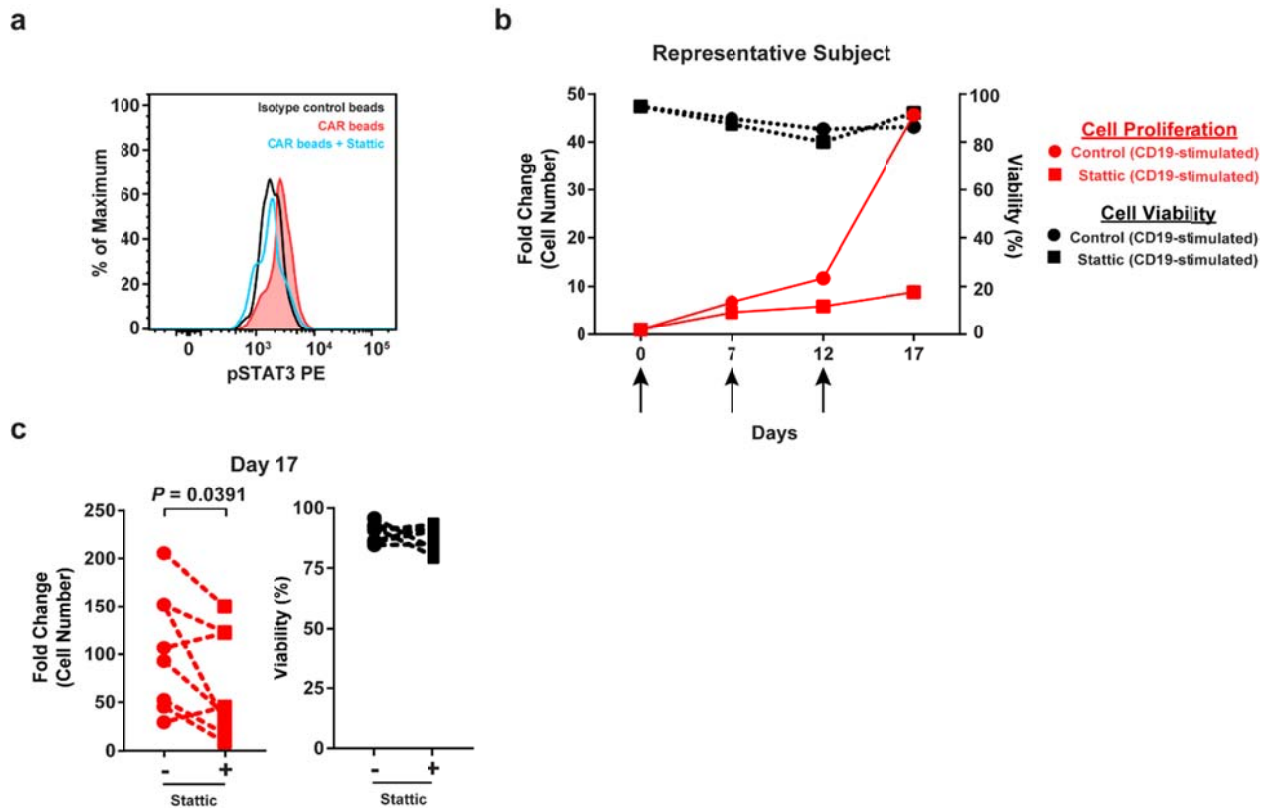 a
100
80
60
40
20
0
% of Maximum
Isotype control beads
CAR beads
CAR beads + Stattic
0 10³ 10⁴ 10⁵
pSTAT3 PE
b
Representative Subject
50
40
30
20
10
0
Fold Change
(Cell Number)
100
80
60
40
20
0
Viability (%)
0 7 12 17
Days
Cell Proliferation
Control (CD19-stimulated)
Stattic (CD19-stimulated)
Cell Viability
Control (CD19-stimulated)
Stattic (CD19-stimulated)
c
Day 17
P = 0.0391
250
200
150
100
50
0
Fold Change
(Cell Number)
- +
Stattic
100
75
50
25
0
Viability (%)
- +
Stattic